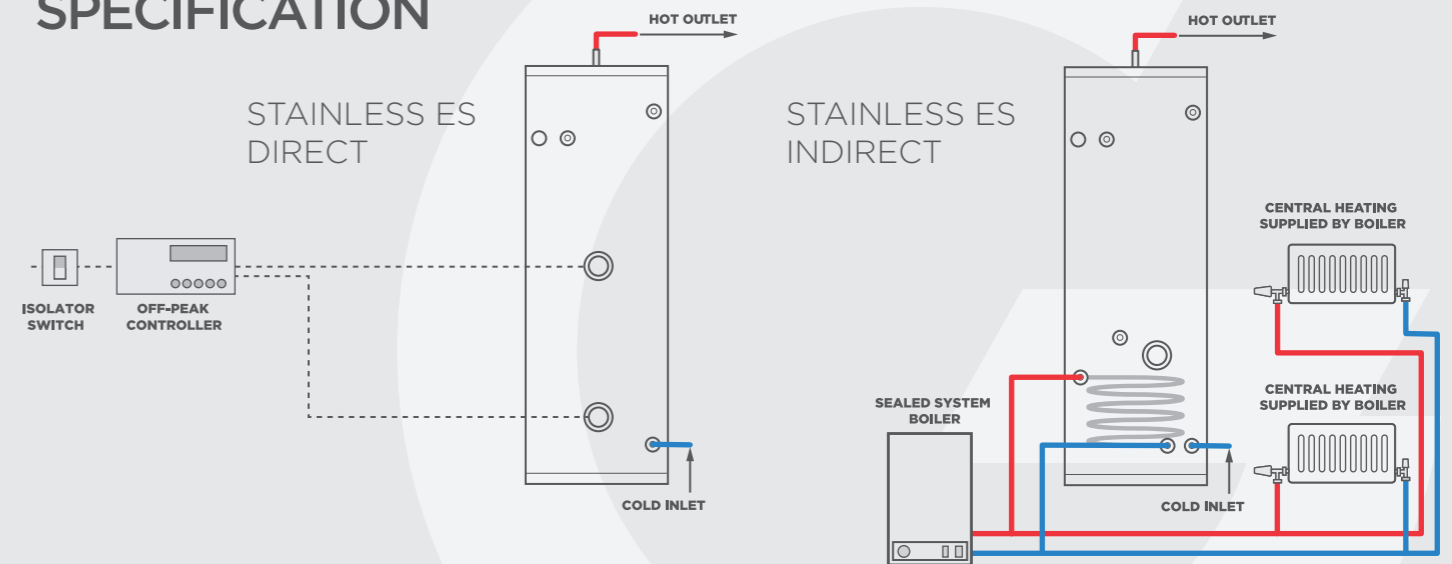 SPECIFICATION
HOT OUTLET
STAINLESS ES
DIRECT
ISOLATOR
SWITCH
OFF-PEAK
CONTROLLER
COLD INLET
HOT OUTLET
STAINLESS ES
INDIRECT
CENTRAL HEATING
SUPPLIED BY BOILER
CENTRAL HEATING
SUPPLIED BY BOILER
SEALED SYSTEM
BOILER
COLD INLET